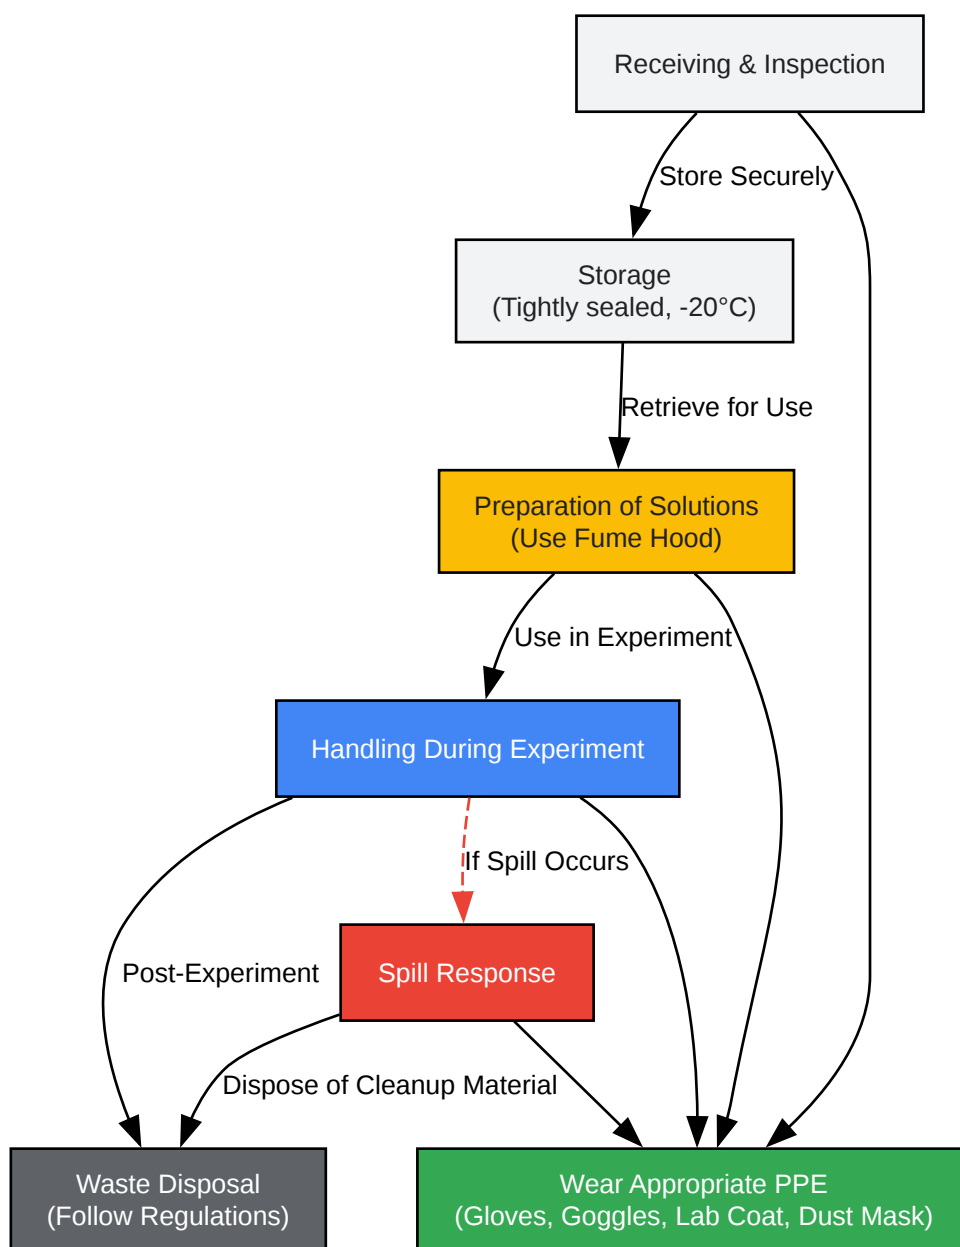 Receiving & Inspection
Store Securely
Storage
(Tightly sealed, -20°C)
Retrieve for Use
Preparation of Solutions
(Use Fume Hood)
Use in Experiment
Handling During Experiment
If Spill Occurs
Post-Experiment
Spill Response
Dispose of Cleanup Material
Waste Disposal
(Follow Regulations)
Wear Appropriate PPE
(Gloves, Goggles, Lab Coat, Dust Mask)